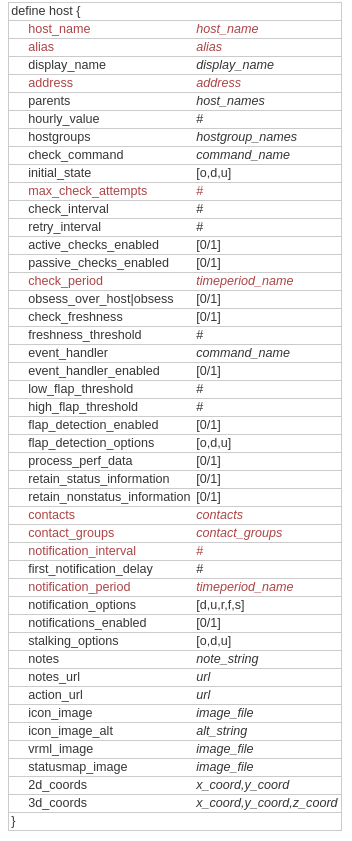 define host {
host_name host_name
alias alias
display_name display_name
address address
parents host_names
hourly_value #
hostgroups hostgroup_names
check_command command_name
initial_state [o,d,u]
max_check_attempts #
check_interval #
retry_interval #
active_checks_enabled [0/1]
passive_checks_enabled [0/1]
check_period timeperiod_name
obsess_over_host|obsess [0/1]
check_freshness [0/1]
freshness_threshold #
event_handler command_name
event_handler_enabled [0/1]
low_flap_threshold #
high_flap_threshold #
flap_detection_enabled [0/1]
flap_detection_options [o,d,u]
process_perf_data [0/1]
retain_status_information [0/1]
retain_nonstatus_information [0/1]
contacts contacts
contact_groups contact_groups
notification_interval #
first_notification_delay #
notification_period timeperiod_name
notification_options [d,u,r,f,s]
notifications_enabled [0/1]
stalking_options [o,d,u]
notes note_string
notes_url url
action_url url
icon_image image_file
icon_image_alt alt_string
vrml_image image_file
statusmap_image image_file
2d_coords x_coord,y_coord
3d_coords x_coord,y_coord,z_coord
}